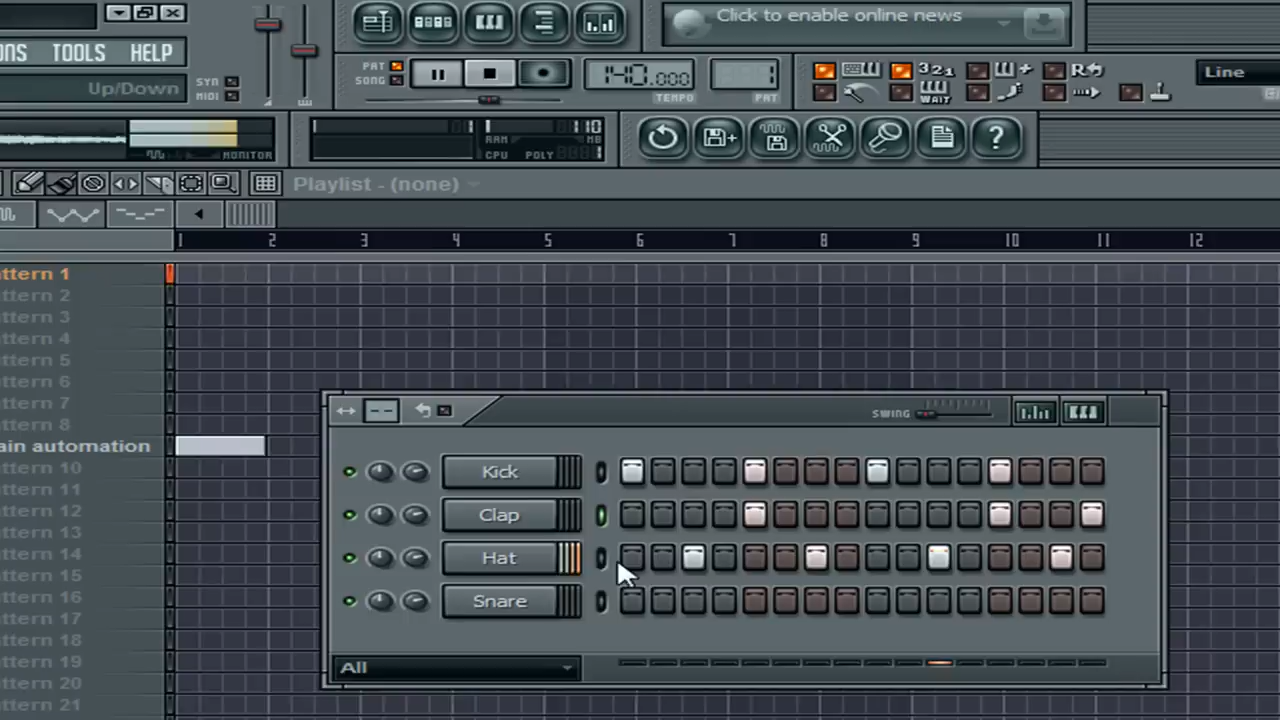 Click to enable online news
ONS TOOLS HELP
Up/Down
SYN
MIDI
PAT
SONG
140.000
TEMPO
1
PAT
321
WAIT
R
Line
MONITOR
RAM
CPU POLY
110
MB
?
Playlist - (none)
1 2 3 4 5 6 7 8 9 10 11 12
ttern 1
ttern 2
ttern 3
ttern 4
ttern 5
ttern 6
ttern 7
ttern 8
ain automation
ttern 10
ttern 11
ttern 12
ttern 13
ttern 14
ttern 15
ttern 16
ttern 17
ttern 18
ttern 19
ttern 20
ttern 21
SWING
Kick
Clap
Hat
Snare
All